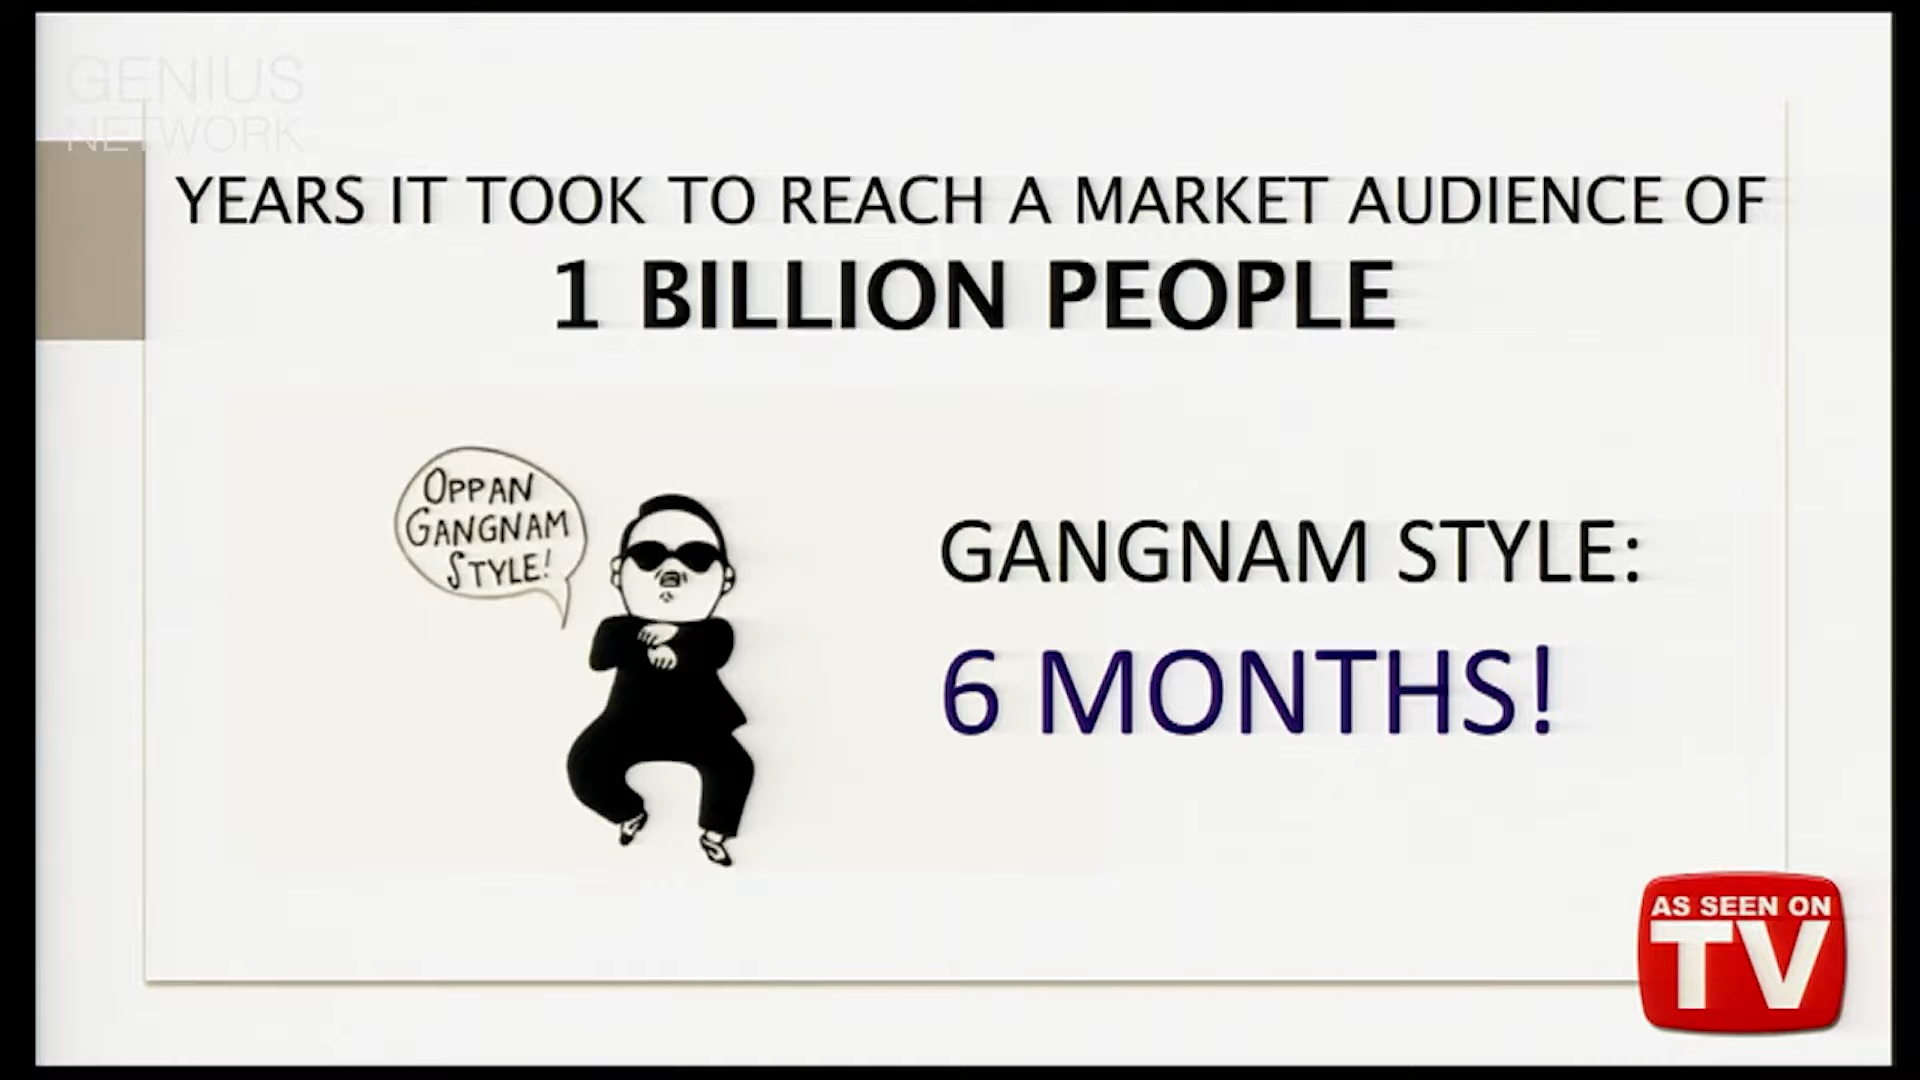 GENIUS
NETWORK
YEARS IT TOOK TO REACH A MARKET AUDIENCE OF
1 BILLION PEOPLE
OPPAN
GANGNAM
STYLE!
GANGNAM STYLE:
6 MONTHS!
AS SEEN ON
TV